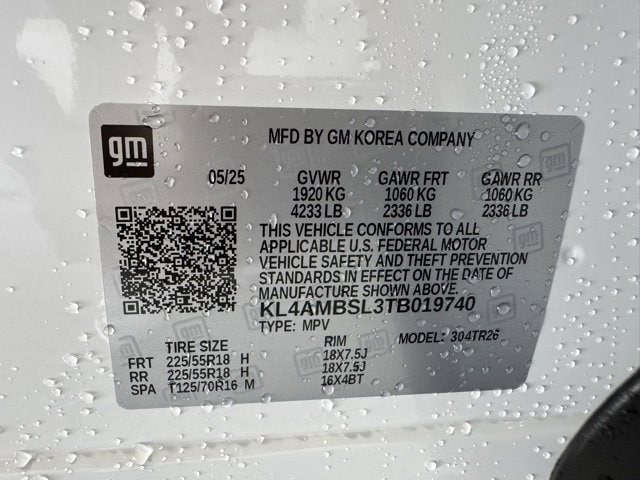 gm
MFD BY GM KOREA COMPANY
05/25 GVWR GAWR FRT GAWR RR
1920 KG 1060 KG 1060 KG
4233 LB 2336 LB 2336 LB
THIS VEHICLE CONFORMS TO ALL
APPLICABLE U.S. FEDERAL MOTOR
VEHICLE SAFETY AND THEFT PREVENTION
STANDARDS IN EFFECT ON THE DATE OF
MANUFACTURE SHOWN ABOVE.
KL4AMBSL3TB019740
TYPE: MPV MODEL: 304TR26
TIRE SIZE RIM
FRT 225/55R18 H 18X7.5J
RR 225/55R18 H 18X7.5J
SPA T125/70R16 M 16X4BT